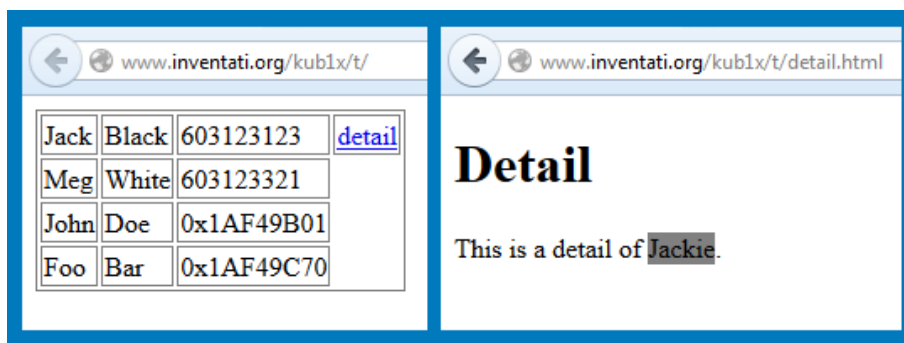 www.inventati.org/kub1x/t/
Jack Black 603123123 detail
Meg White 603123321
John Doe 0x1AF49B01
Foo Bar 0x1AF49C70
www.inventati.org/kub1x/t/detail.html
Detail
This is a detail of Jackie.